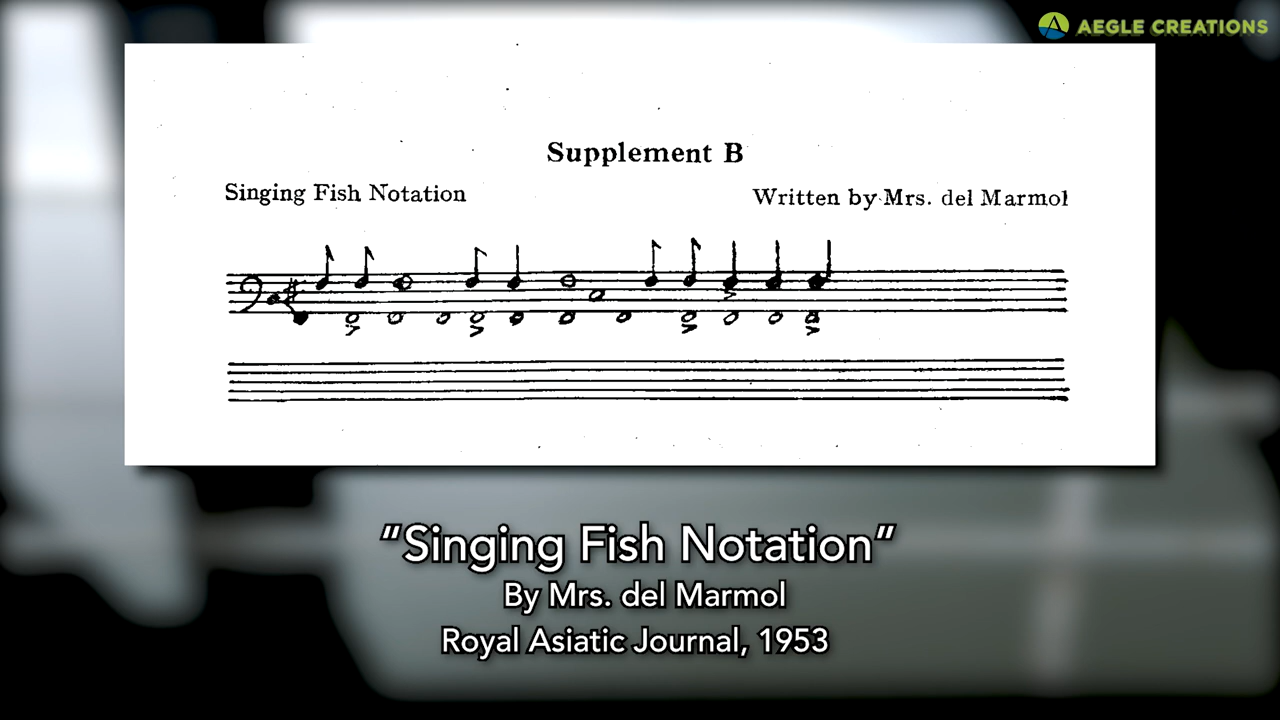 AEGLE CREATIONS
Supplement B
Singing Fish Notation
Written by Mrs. del Marmol
“Singing Fish Notation”
By Mrs. del Marmol
Royal Asiatic Journal, 1953